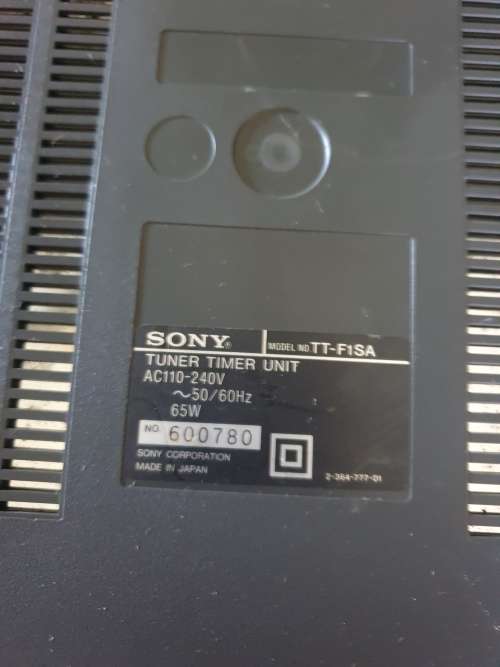 SONY® MODEL NO. TT-F1SA
TUNER TIMER UNIT
AC110-240V
~50/60Hz
65W
NO. 600780
SONY CORPORATION
MADE IN JAPAN
2-364-777-01